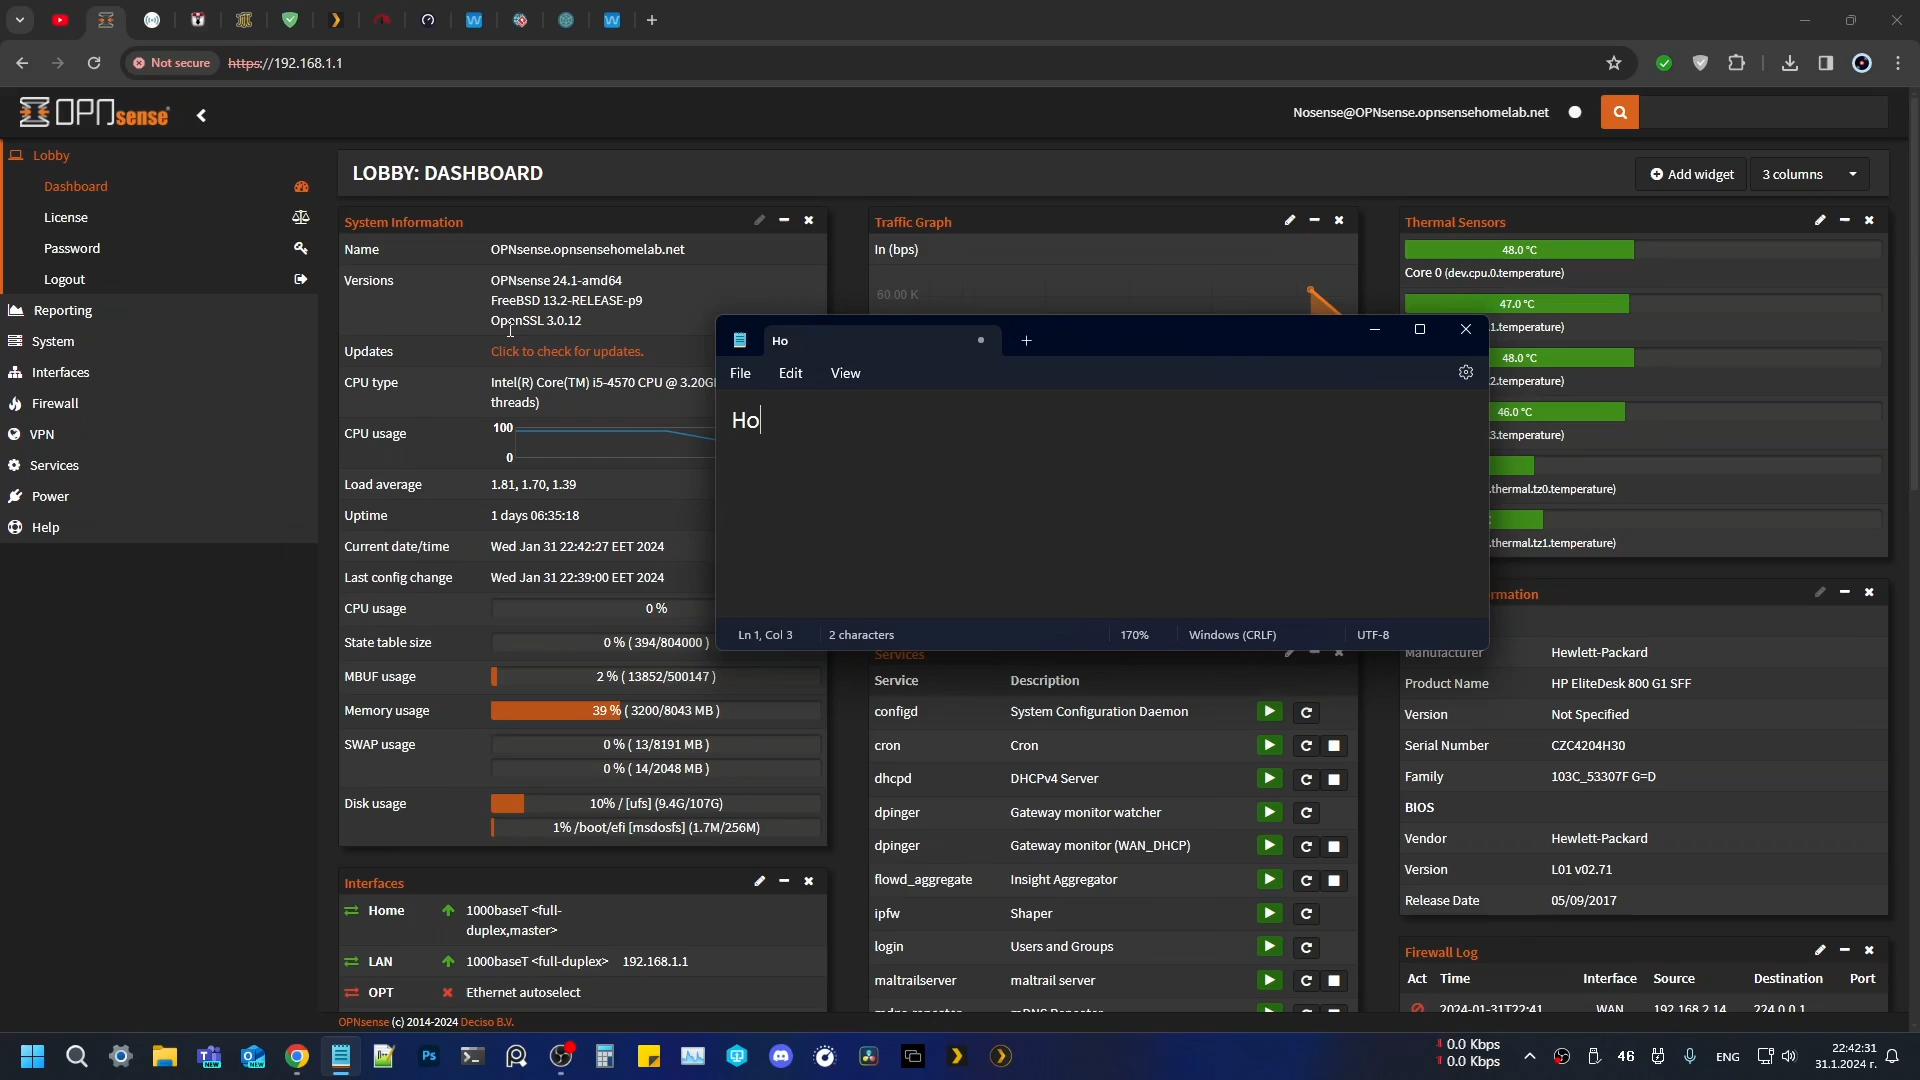 Not secure
https://192.168.1.1
OPNsense
Nosense@OPNsense.opnsensehomelab.net
Lobby
Dashboard
License
Password
Logout
Reporting
System
Interfaces
Firewall
VPN
Services
Power
Help
LOBBY: DASHBOARD
Add widget
3 columns
System Information
Name OPNsense.opnsensehomelab.net
Versions OPNsense 24.1-amd64
FreeBSD 13.2-RELEASE-p9
OpenSSL 3.0.12
Updates Click to check for updates.
CPU type Intel(R) Core(TM) i5-4570 CPU @ 3.20G
threads)
CPU usage 100
0
Load average 1.81, 1.70, 1.39
Uptime 1 days 06:35:18
Current date/time Wed Jan 31 22:42:27 EET 2024
Last config change Wed Jan 31 22:39:00 EET 2024
CPU usage 0 %
State table size 0 % ( 394/804000 )
MBUF usage 2 % ( 13852/500147 )
Memory usage 39 % ( 3200/8043 MB )
SWAP usage 0 % ( 13/8191 MB )
0 % ( 14/2048 MB )
Disk usage 10% / [ufs] (9.4G/107G)
1% /boot/efi [msdosfs] (1.7M/256M)
Interfaces
Home 1000baseT <full-
duplex,master>
LAN 1000baseT <full-duplex> 192.168.1.1
OPT Ethernet autoselect
OPNsense (c) 2014-2024 Deciso B.V.
Traffic Graph
In (bps)
60.00 K
Ho
File Edit View
Ho
Ln 1, Col 3 2 characters 170% Windows (CRLF) UTF-8
Services
Service Description
configd System Configuration Daemon
cron Cron
dhcpd DHCPv4 Server
dpinger Gateway monitor watcher
dpinger Gateway monitor (WAN_DHCP)
flowd_aggregate Insight Aggregator
ipfw Shaper
login Users and Groups
maltrailserver maltrail server
Thermal Sensors
48.0 °C
Core 0 (dev.cpu.0.temperature)
47.0 °C
1.temperature)
48.0 °C
2.temperature)
46.0 °C
3.temperature)
.thermal.tz0.temperature)
.thermal.tz1.temperature)
rmation
Manufacturer Hewlett-Packard
Product Name HP EliteDesk 800 G1 SFF
Version Not Specified
Serial Number CZC4204H30
Family 103C_53307F G=D
BIOS
Vendor Hewlett-Packard
Version L01 v02.71
Release Date 05/09/2017
Firewall Log
Act Time Interface Source Destination Port
2024-01-31T22:41 WAN 192.168.2.14 224.0.0.1
0.0 Kbps
0.0 Kbps
46
ENG
22:42:31
31.1.2024 г.